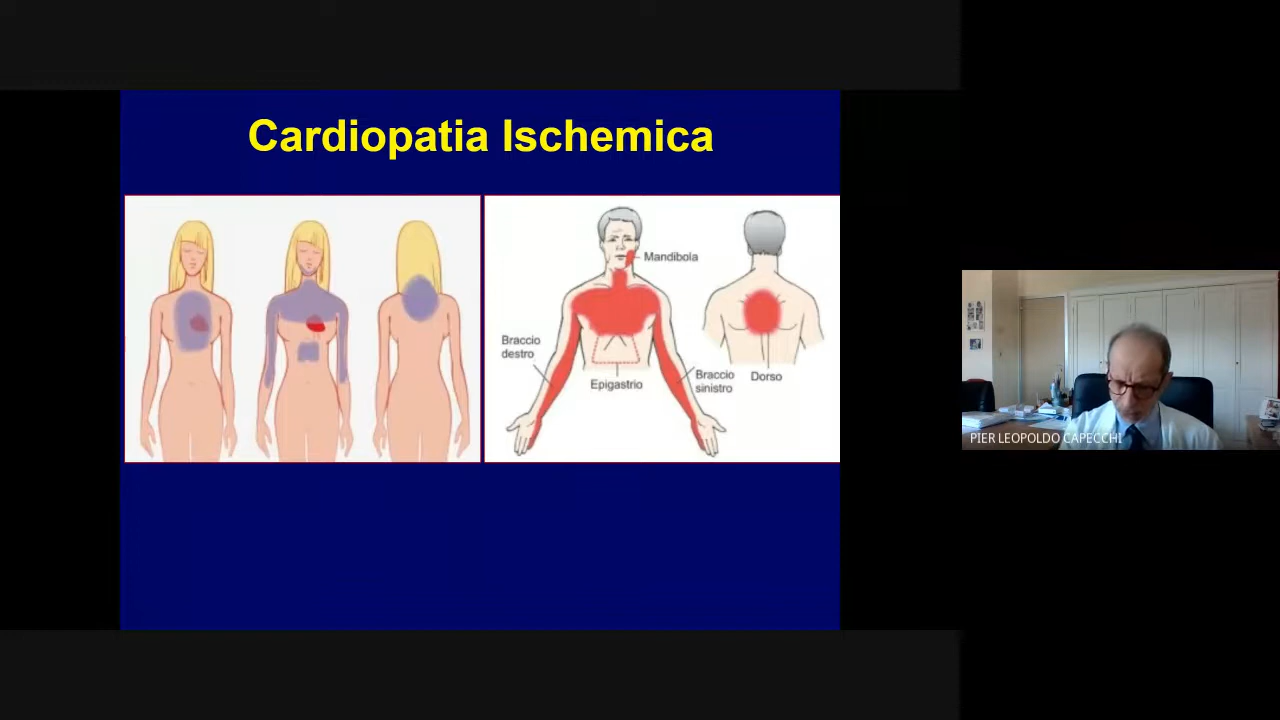 Cardiopatia Ischemica
Mandibola
Braccio
destro
Epigastrio
Braccio
sinistro
Dorso
PIER LEOPOLDO CAPECCHI